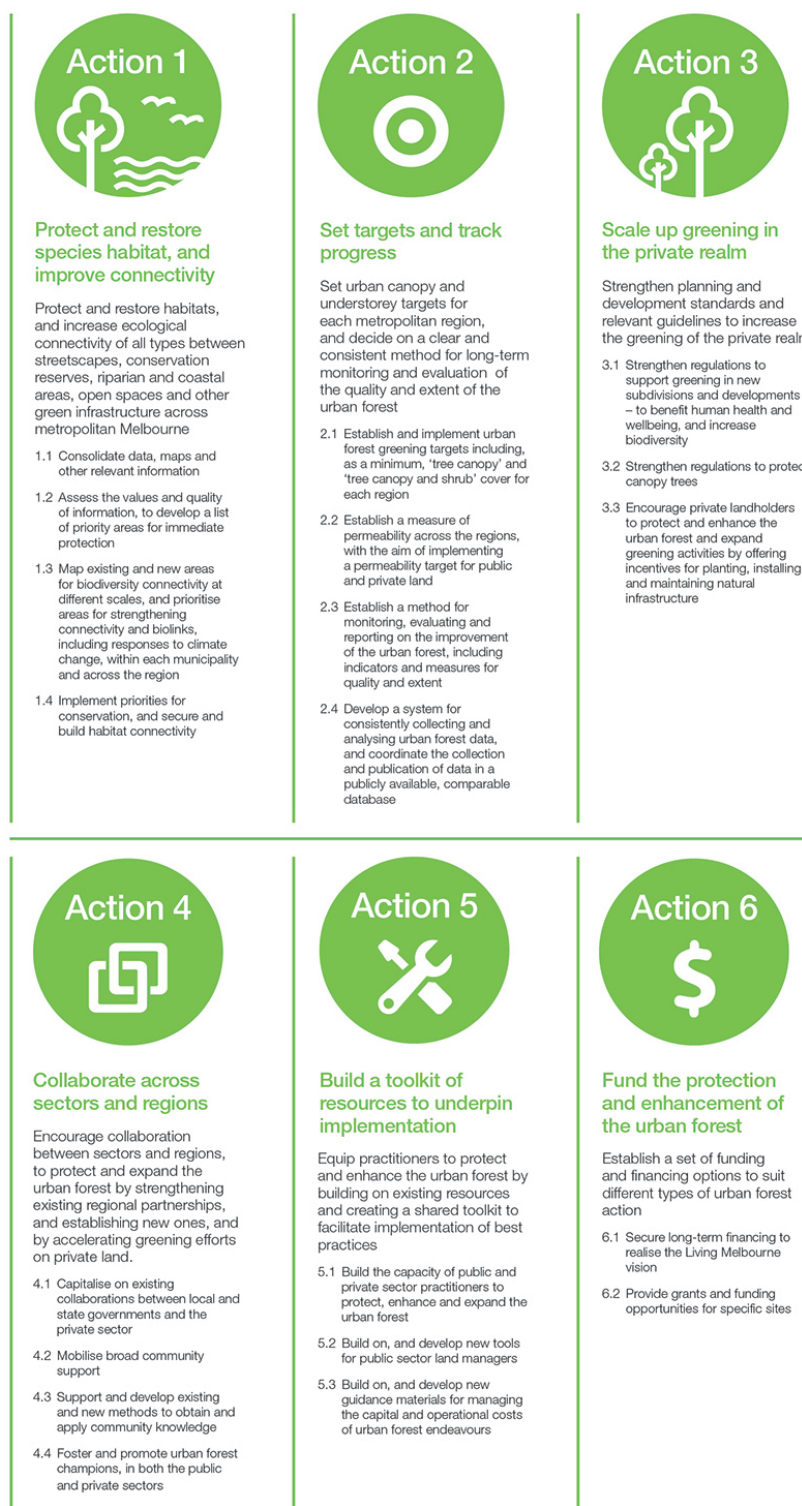 Action 1
Protect and restore
species habitat, and
improve connectivity
Protect and restore habitats,
and increase ecological
connectivity of all types between
streetscapes, conservation
reserves, riparian and coastal
areas, open spaces and other
green infrastructure across
metropolitan Melbourne
1.1 Consolidate data, maps and
other relevant information
1.2 Assess the values and quality
of information, to develop a list
of priority areas for immediate
protection
1.3 Map existing and new areas
for biodiversity connectivity at
different scales, and prioritise
areas for strengthening
connectivity and biolinks,
including responses to climate
change, within each municipality
and across the region
1.4 Implement priorities for
conservation, and secure and
build habitat connectivity
Action 2
Set targets and track
progress
Set urban canopy and
understorey targets for
each metropolitan region,
and decide on a clear and
consistent method for long-term
monitoring and evaluation of
the quality and extent of the
urban forest
2.1 Establish and implement urban
forest greening targets including,
as a minimum, ‘tree canopy’ and
‘tree canopy and shrub’ cover for
each region
2.2 Establish a measure of
permeability across the regions,
with the aim of implementing
a permeability target for public
and private land
2.3 Establish a method for
monitoring, evaluating and
reporting on the improvement
of the urban forest, including
indicators and measures for
quality and extent
2.4 Develop a system for
consistently collecting and
analysing urban forest data,
and coordinate the collection
and publication of data in a
publicly available, comparable
database
Action 3
Scale up greening in
the private realm
Strengthen planning and
development standards and
relevant guidelines to increase
the greening of the private
3.1 Strengthen regulations to
support greening in new
subdivisions and developments
– to benefit human health and
wellbeing, and increase
biodiversity
3.2 Strengthen regulations to
canopy trees
3.3 Encourage private landholders
to protect and enhance the
urban forest and expand
greening activities by offering
incentives for planting, installing
and maintaining natural
infrastructure
Action 4
Collaborate across
sectors and regions
Encourage collaboration
between sectors and regions,
to protect and expand the
urban forest by strengthening
existing regional partnerships,
and establishing new ones, and
by accelerating greening efforts
on private land.
4.1 Capitalise on existing
collaborations between local and
state governments and the
private sector
4.2 Mobilise broad community
support
4.3 Support and develop existing
and new methods to obtain and
apply community knowledge
4.4 Foster and promote urban forest
champions, in both the public
and private sectors
Action 5
Build a toolkit of
resources to underpin
implementation
Equip practitioners to protect
and enhance the urban forest by
building on existing resources
and creating a shared toolkit to
facilitate implementation of best
practices
5.1 Build the capacity of public and
private sector practitioners to
protect, enhance and expand the
urban forest
5.2 Build on, and develop new tools
for public sector land managers
5.3 Build on, and develop new
guidance materials for managing
the capital and operational costs
of urban forest endeavours
Action 6
$
Fund the protection
and enhancement of
the urban forest
Establish a set of funding
and financing options to suit
different types of urban forest
action
6.1 Secure long-term financing to
realise the Living Melbourne
vision
6.2 Provide grants and funding
opportunities for specific sites